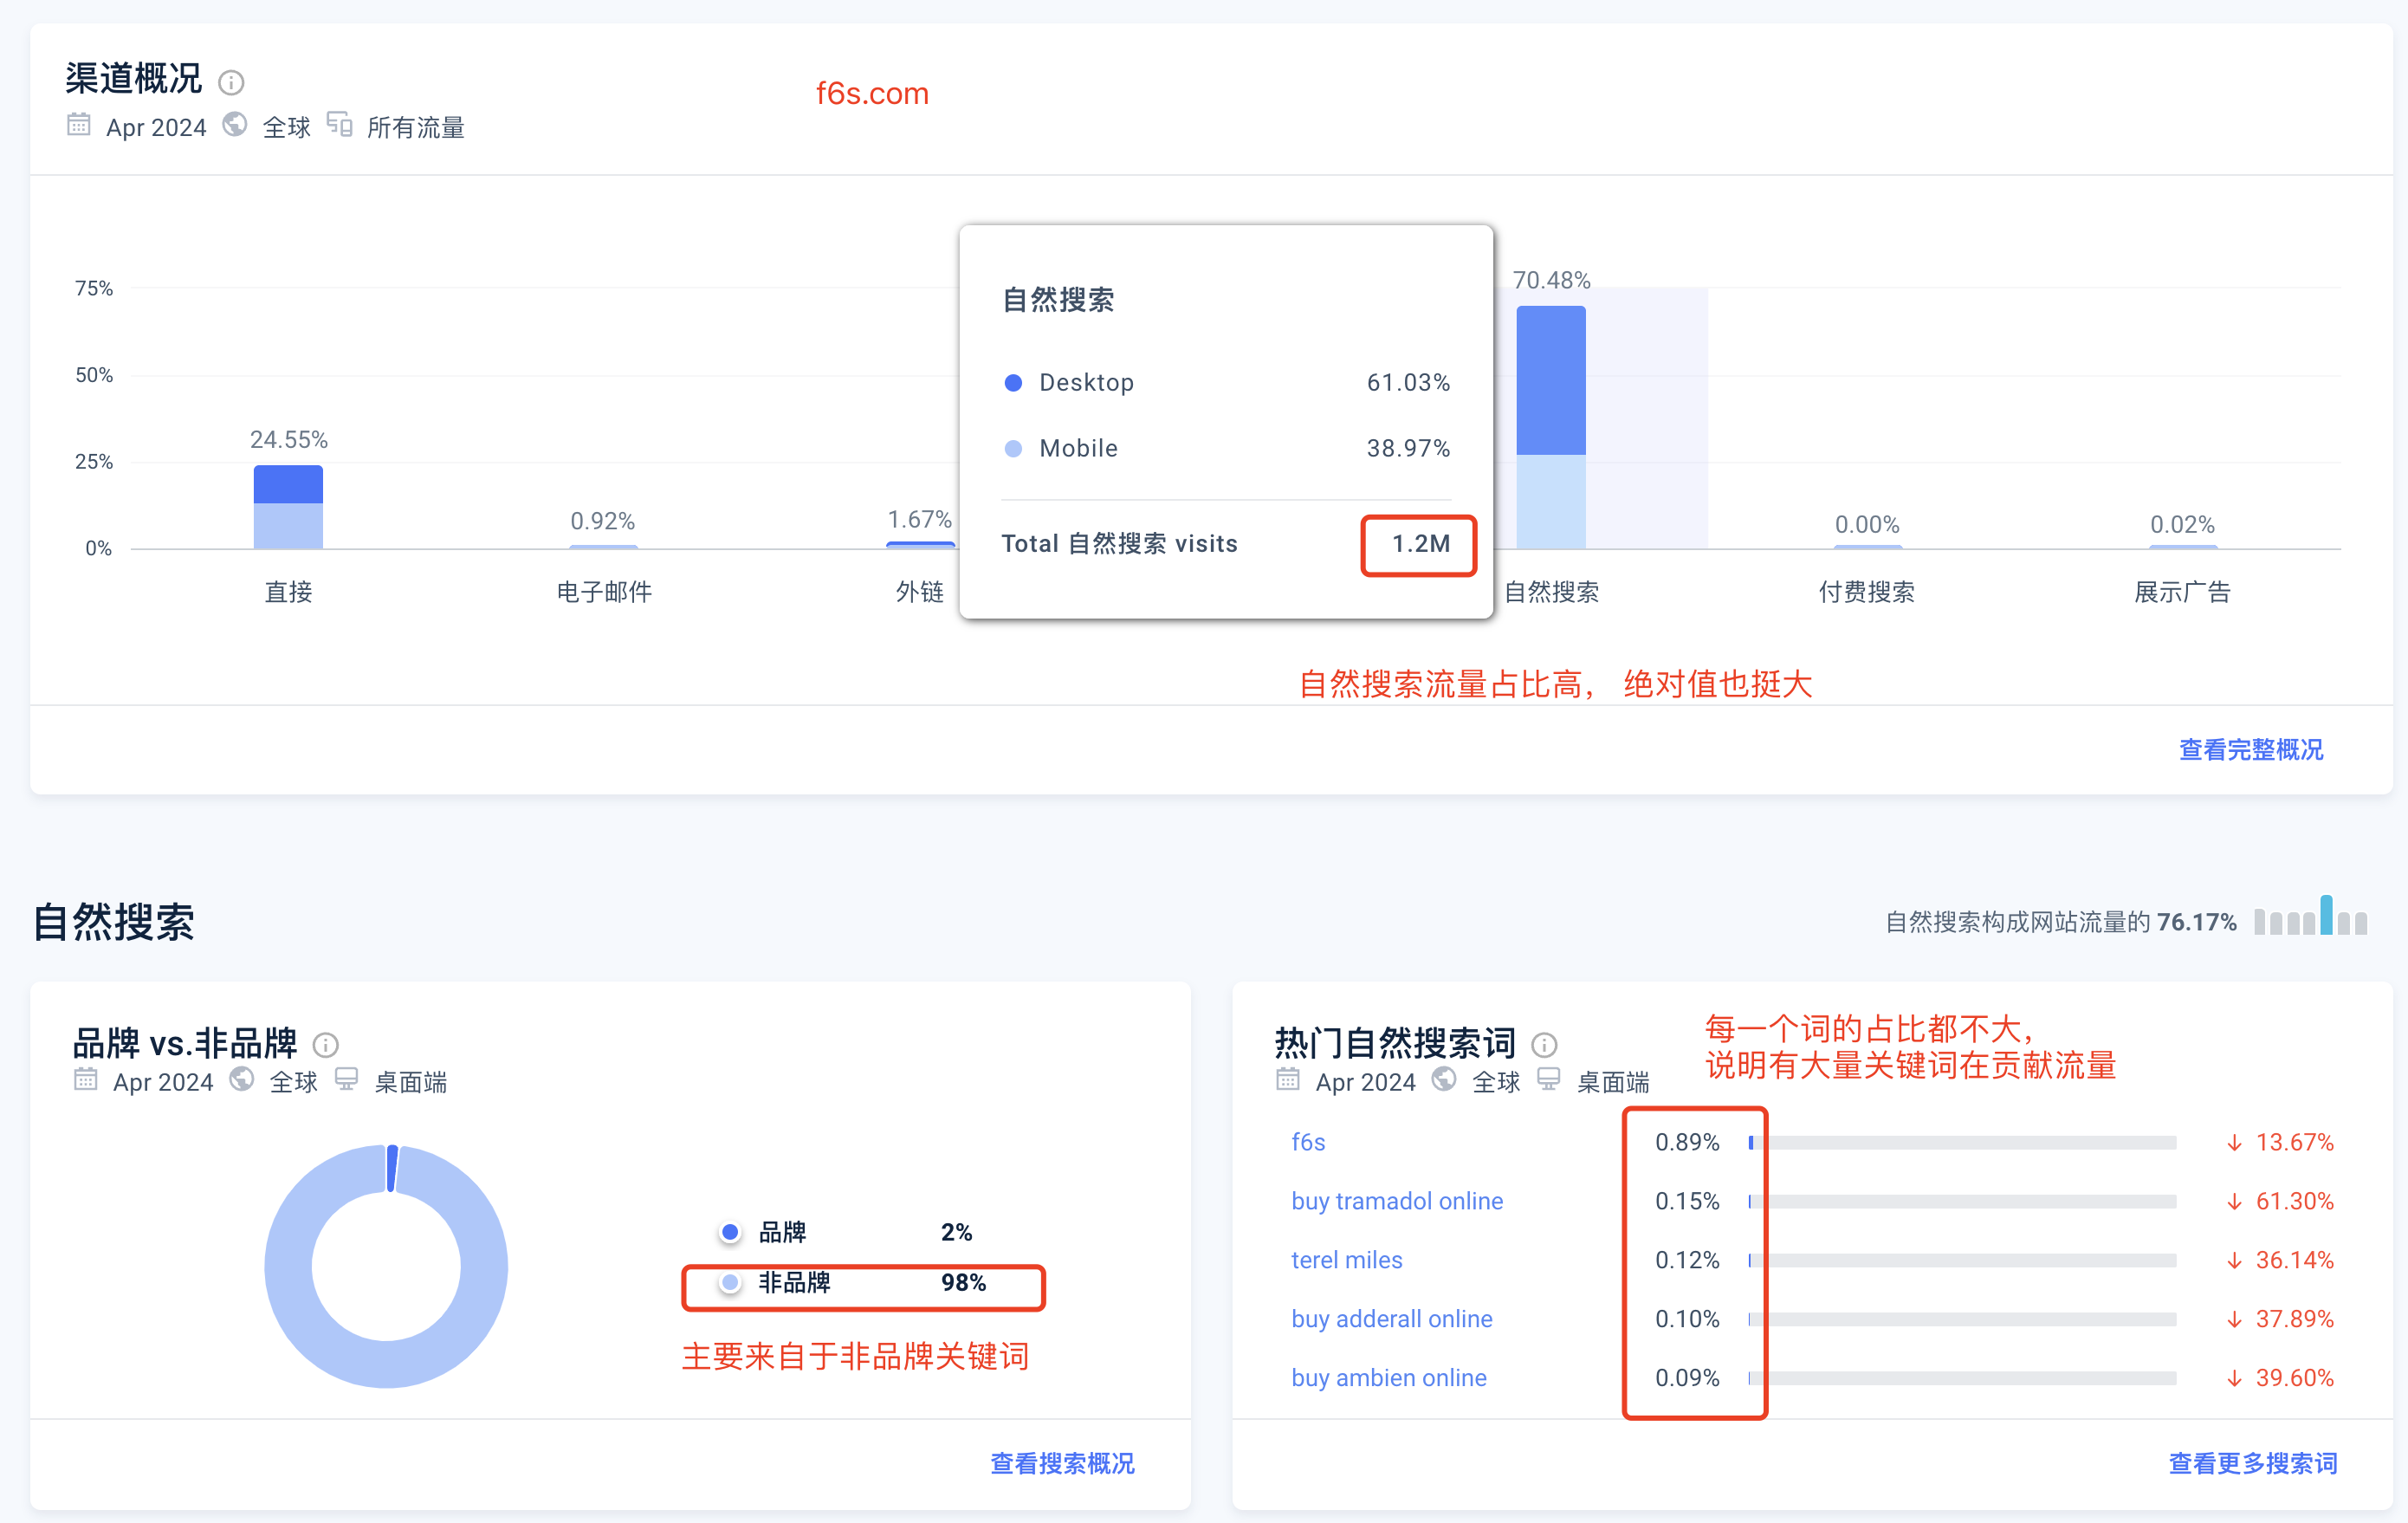 渠道概况
f6s.com
Apr 2024 全球 所有流量
75%
50%
25%
0%
24.55%
0.92%
1.67%
70.48%
0.00%
0.02%
直接
电子邮件
外链
自然搜索
付费搜索
展示广告
自然搜索
Desktop 61.03%
Mobile 38.97%
Total 自然搜索 visits 1.2M
自然搜索流量占比高， 绝对值也挺大
查看完整概况
自然搜索
自然搜索构成网站流量的 76.17%
品牌 vs.非品牌
Apr 2024 全球 桌面端
品牌 2%
非品牌 98%
主要来自于非品牌关键词
查看搜索概况
热门自然搜索词
Apr 2024 全球 桌面端
每一个词的占比都不大，
说明有大量关键词在贡献流量
f6s 0.89% ↓ 13.67%
buy tramadol online 0.15% ↓ 61.30%
terel miles 0.12% ↓ 36.14%
buy adderall online 0.10% ↓ 37.89%
buy ambien online 0.09% ↓ 39.60%
查看更多搜索词